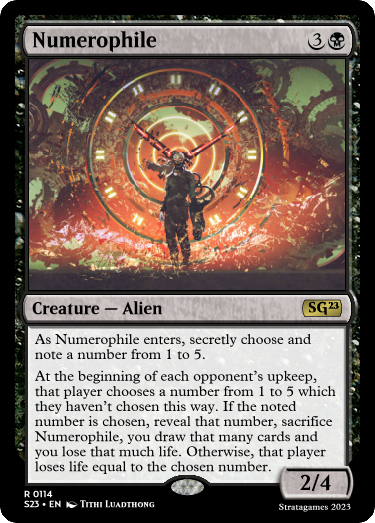 Numerophile 3
Creature — Alien SG23
As Numerophile enters, secretly choose and
note a number from 1 to 5.
At the beginning of each opponent's upkeep,
that player chooses a number from 1 to 5 which
they haven't chosen this way. If the noted
number is chosen, reveal that number, sacrifice
Numerophile, you draw that many cards and
you lose that much life. Otherwise, that player
loses life equal to the chosen number.
2/4
R 0114
S23 • EN Tithi Luadthong
Stratagames 2023